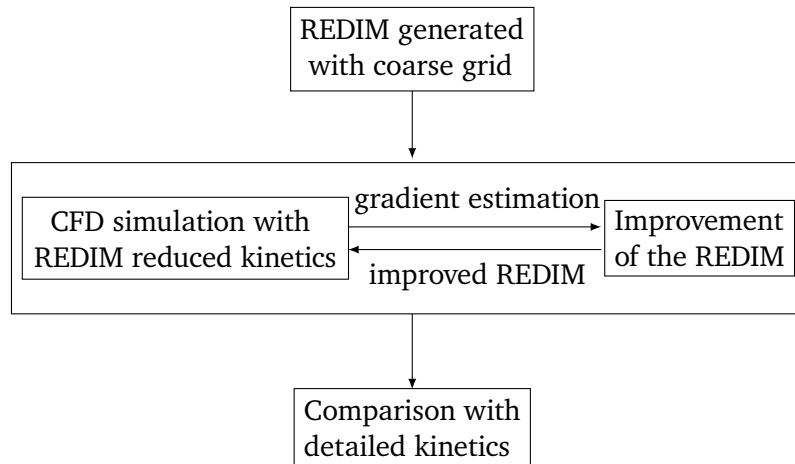 REDIM generated
with coarse grid
gradient estimation
CFD simulation with
REDIM reduced kinetics
Improvement
of the REDIM
improved REDIM
Comparison with
detailed kinetics